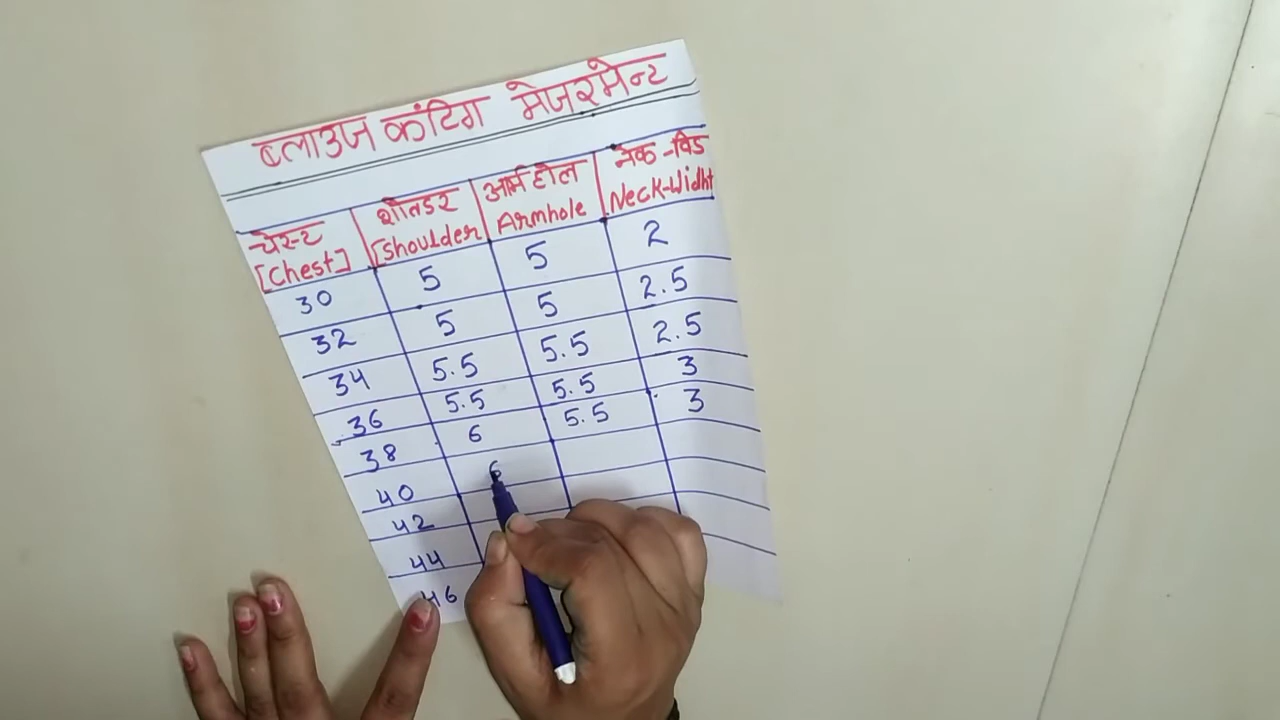 ब्लाउज कंटिग मेजरमेन्ट
चेस्ट शोल्डर आर्म होल नेक -विड
[Chest] [Shoulder Armhole Neck-Widht
30 5 5 2
32 5 5 2.5
34 5.5 5.5 2.5
36 5.5 5.5 3
38 6 5.5 3
40 6
42
44
46